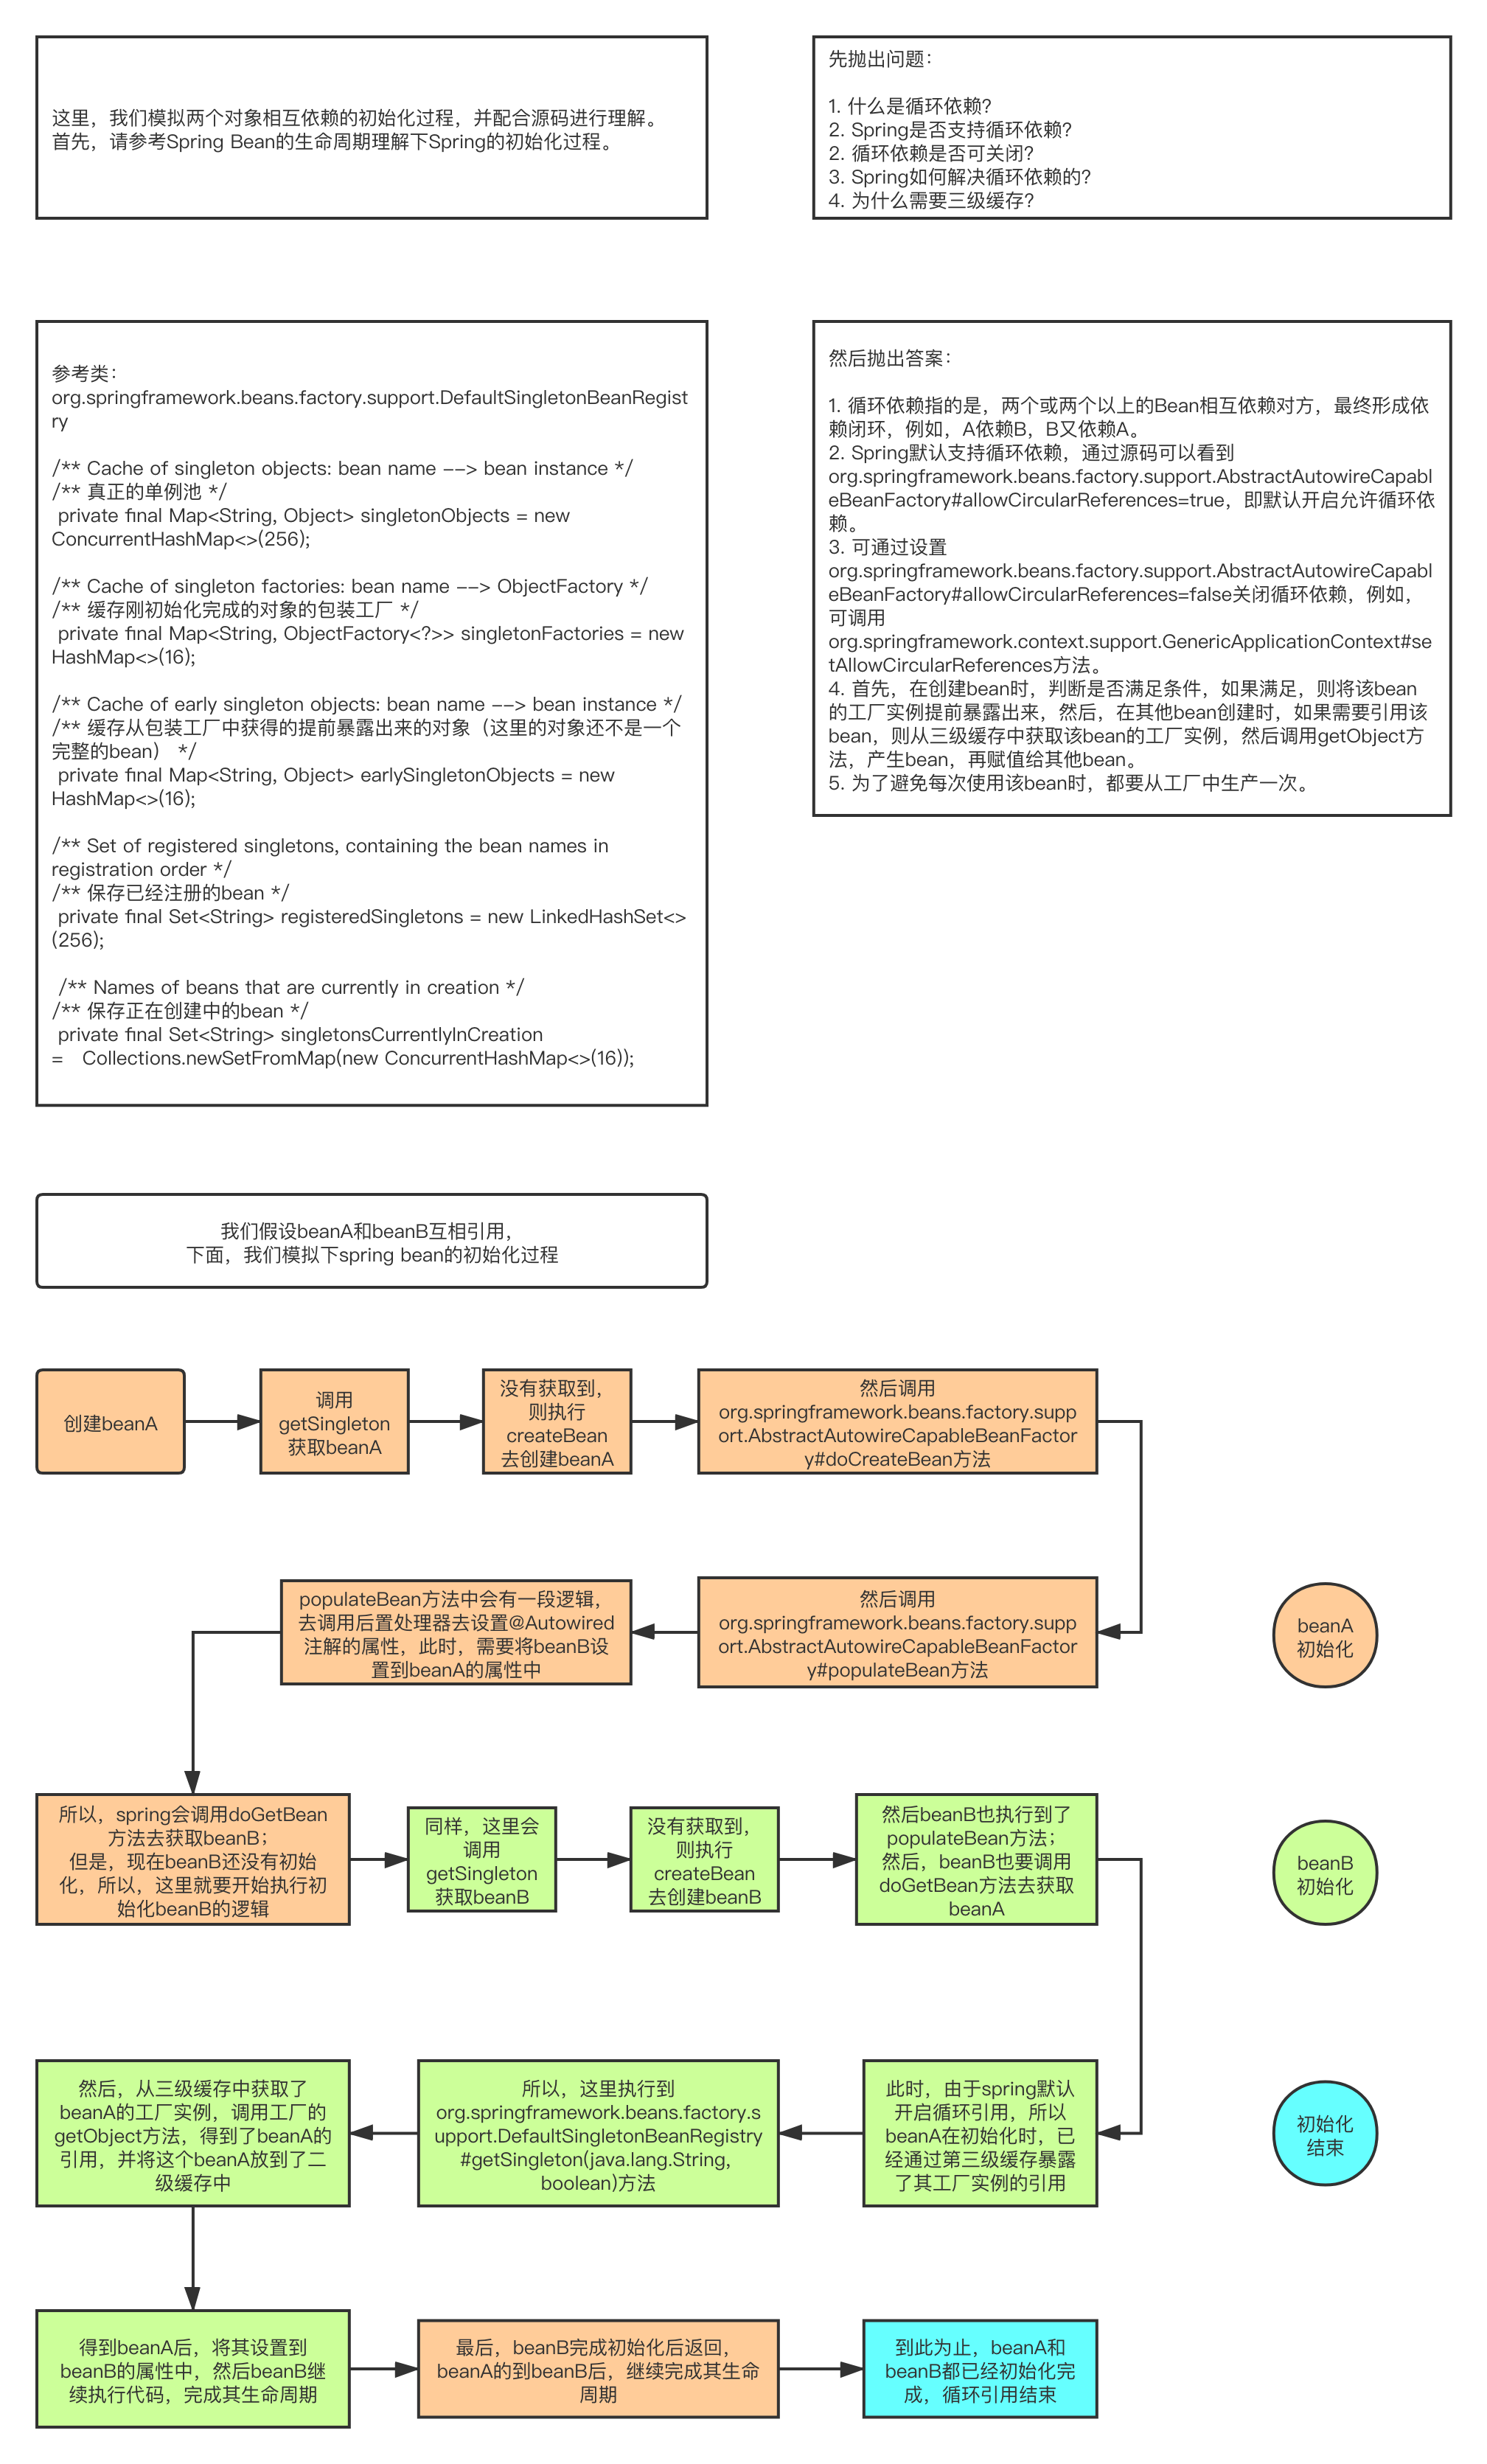 这里，我们模拟两个对象相互依赖的初始化过程，并配合源码进行理解。
首先，请参考Spring Bean的生命周期理解下Spring的初始化过程。
先抛出问题：
1. 什么是循环依赖?
2. Spring是否支持循环依赖?
2. 循环依赖是否可关闭?
3. Spring如何解决循环依赖的?
4. 为什么需要三级缓存?
参考类：
org.springframework.beans.factory.support.DefaultSingletonBeanRegist
ry
/** Cache of singleton objects: bean name --> bean instance */
/** 真正的单例池 */
private final Map<String, Object> singletonObjects = new
ConcurrentHashMap<>(256);
/** Cache of singleton factories: bean name --> ObjectFactory */
/** 缓存刚初始化完成的对象的包装工厂 */
private final Map<String, ObjectFactory<?>> singletonFactories = new
HashMap<>(16);
/** Cache of early singleton objects: bean name --> bean instance */
/** 缓存从包装工厂中获得的提前暴露出来的对象（这里的对象还不是一个
完整的bean） */
private final Map<String, Object> earlySingletonObjects = new
HashMap<>(16);
/** Set of registered singletons, containing the bean names in
registration order */
/** 保存已经注册的bean */
private final Set<String> registeredSingletons = new LinkedHashSet<>
(256);
/** Names of beans that are currently in creation */
/** 保存正在创建中的bean */
private final Set<String> singletonsCurrentlyInCreation
= Collections.newSetFromMap(new ConcurrentHashMap<>(16));
然后抛出答案：
1. 循环依赖指的是，两个或两个以上的Bean相互依赖对方，最终形成依
赖闭环，例如，A依赖B，B又依赖A。
2. Spring默认支持循环依赖，通过源码可以看到
org.springframework.beans.factory.support.AbstractAutowireCapabl
eBeanFactory#allowCircularReferences=true，即默认开启允许循环依
赖。
3. 可通过设置
org.springframework.beans.factory.support.AbstractAutowireCapabl
eBeanFactory#allowCircularReferences=false关闭循环依赖，例如，
可调用
org.springframework.context.support.GenericApplicationContext#se
tAllowCircularReferences方法。
4. 首先，在创建bean时，判断是否满足条件，如果满足，则将该bean
的工厂实例提前暴露出来，然后，在其他bean创建时，如果需要引用该
bean，则从三级缓存中获取该bean的工厂实例，然后调用getObject方
法，产生bean，再赋值给其他bean。
5. 为了避免每次使用该bean时，都要从工厂中生产一次。
我们假设beanA和beanB互相引用，
下面，我们模拟下spring bean的初始化过程
创建beanA
调用
getSingleton
获取beanA
没有获取到，
则执行
createBean
去创建beanA
然后调用
org.springframework.beans.factory.supp
ort.AbstractAutowireCapableBeanFactor
y#doCreateBean方法
populateBean方法中会有一段逻辑，
去调用后置处理器去设置@Autowired
注解的属性，此时，需要将beanB设
置到beanA的属性中
然后调用
org.springframework.beans.factory.supp
ort.AbstractAutowireCapableBeanFactor
y#populateBean方法
beanA
初始化
所以，spring会调用doGetBean
方法去获取beanB；
但是，现在beanB还没有初始
化，所以，这里就要开始执行初
始化beanB的逻辑
同样，这里会
调用
getSingleton
获取beanB
没有获取到，
则执行
createBean
去创建beanB
然后beanB也执行到了
populateBean方法；
然后，beanB也要调用
doGetBean方法去获取
beanA
beanB
初始化
然后，从三级缓存中获取了
beanA的工厂实例，调用工厂的
getObject方法，得到了beanA的
引用，并将这个beanA放到了二
级缓存中
所以，这里执行到
org.springframework.beans.factory.s
upport.DefaultSingletonBeanRegistry
#getSingleton(java.lang.String,
boolean)方法
此时，由于spring默认
开启循环引用，所以
beanA在初始化时，已
经通过第三级缓存暴露
了其工厂实例的引用
初始化
结束
得到beanA后，将其设置到
beanB的属性中，然后beanB继
续执行代码，完成其生命周期
最后，beanB完成初始化后返回，
beanA的到beanB后，继续完成其生命
周期
到此为止，beanA和
beanB都已经初始化完
成，循环引用结束